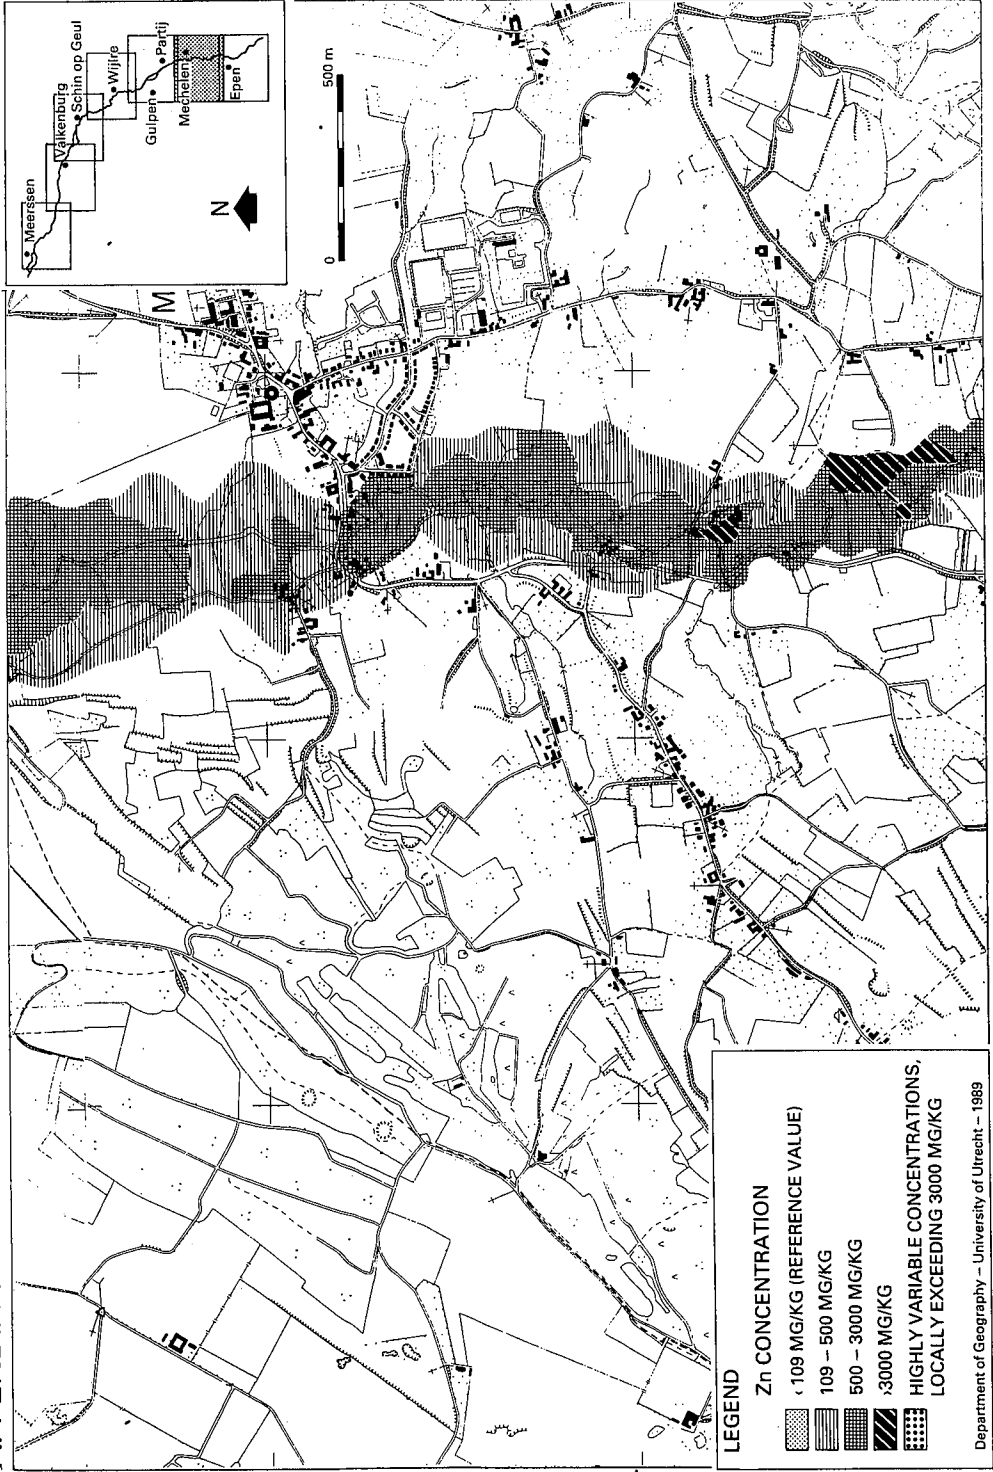 Meerssen
Valkenburg
Schin op Geul
Wijlre
Gulpen
Partij
Mechelen
Epen
N
0
500 m
M
LEGEND
Zn CONCENTRATION
‹ 109 MG/KG (REFERENCE VALUE)
109 – 500 MG/KG
500 – 3000 MG/KG
›3000 MG/KG
HIGHLY VARIABLE CONCENTRATIONS,
LOCALLY EXCEEDING 3000 MG/KG
Department of Geography – University of Utrecht – 1989